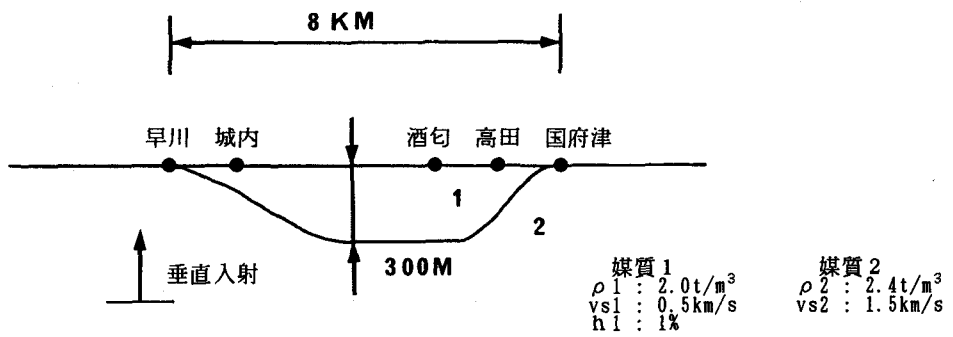 8 KM
早川 城内 酒匂 高田 国府津
1
2
300M
垂直入射
媒質1 媒質2
ρ1 : 2.0t/m³ ρ2 : 2.4t/m³
vs1 : 0.5km/s vs2 : 1.5km/s
h1 : 1%